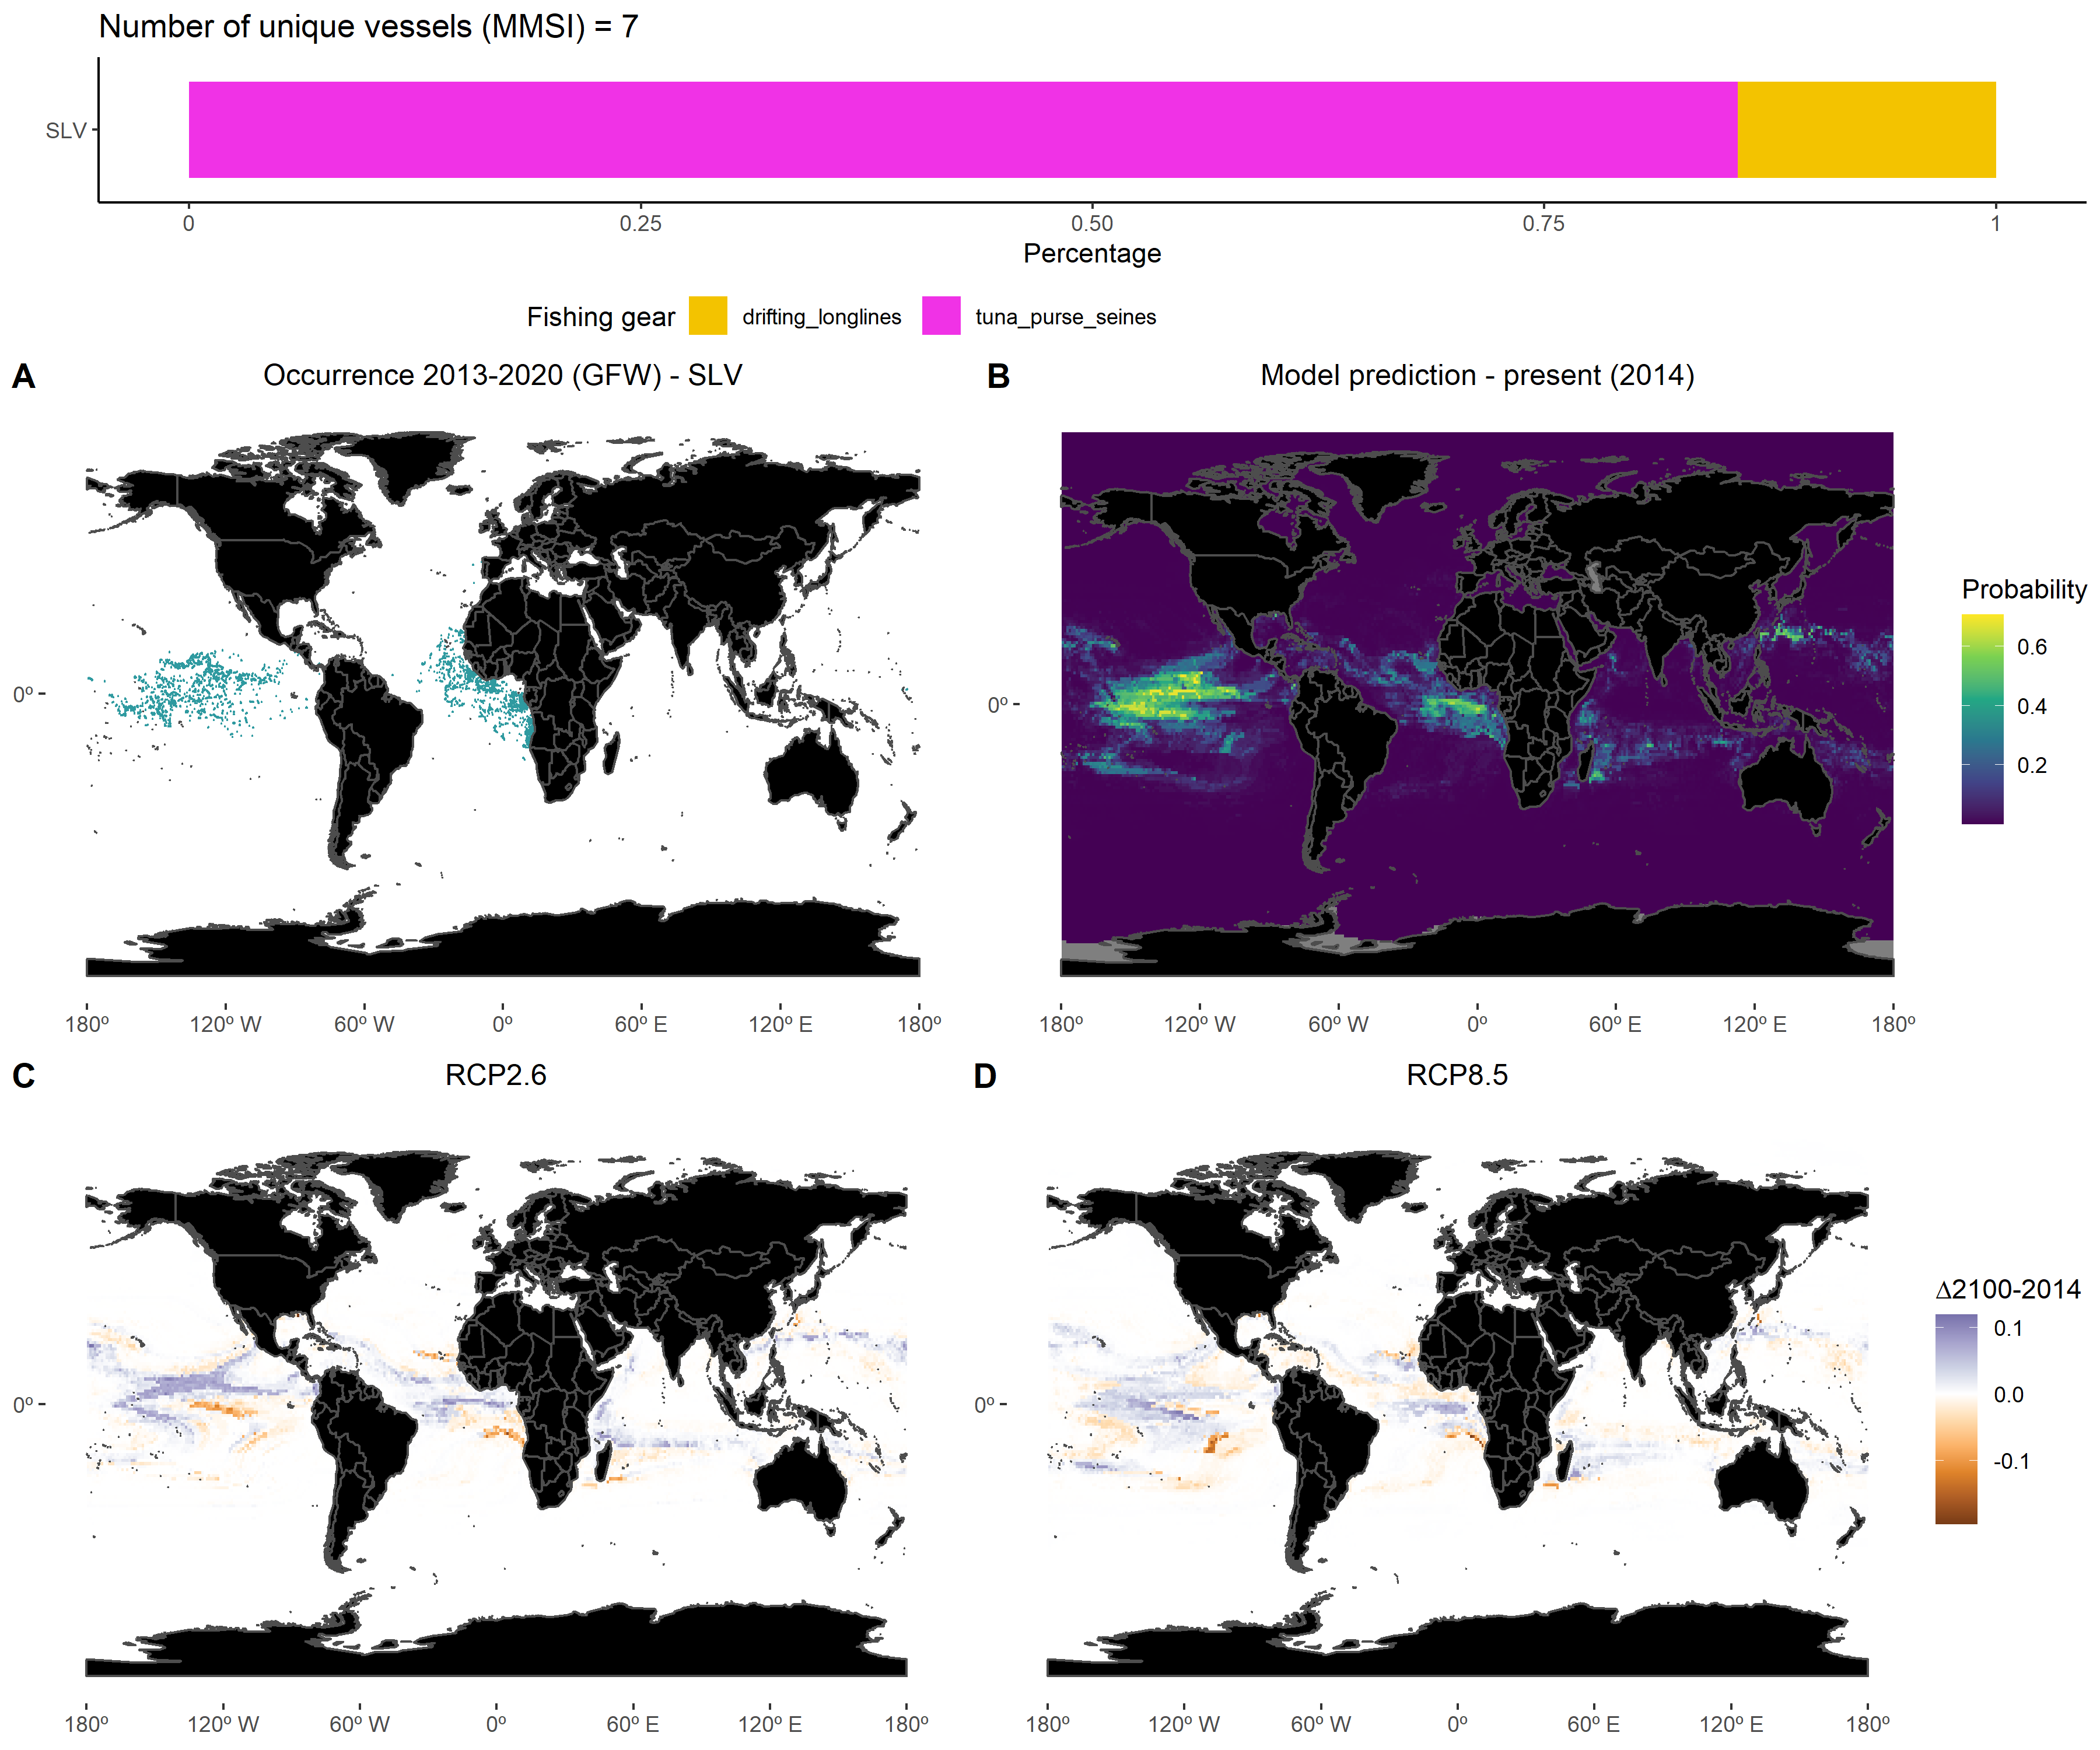 Number of unique vessels (MMSI) = 7
SLV
0 0.25 0.50 0.75 1
Percentage
Fishing gear drifting_longlines tuna_purse_seines
A Occurrence 2013-2020 (GFW) - SLV
0º
180º 120º W 60º W 0º 60º E 120º E 180º
B Model prediction - present (2014)
0º
180º 120º W 60º W 0º 60º E 120º E 180º
Probability
0.6
0.4
0.2
C RCP2.6
0º
180º 120º W 60º W 0º 60º E 120º E 180º
D RCP8.5
0º
180º 120º W 60º W 0º 60º E 120º E 180º
Δ2100-2014
0.1
0.0
-0.1